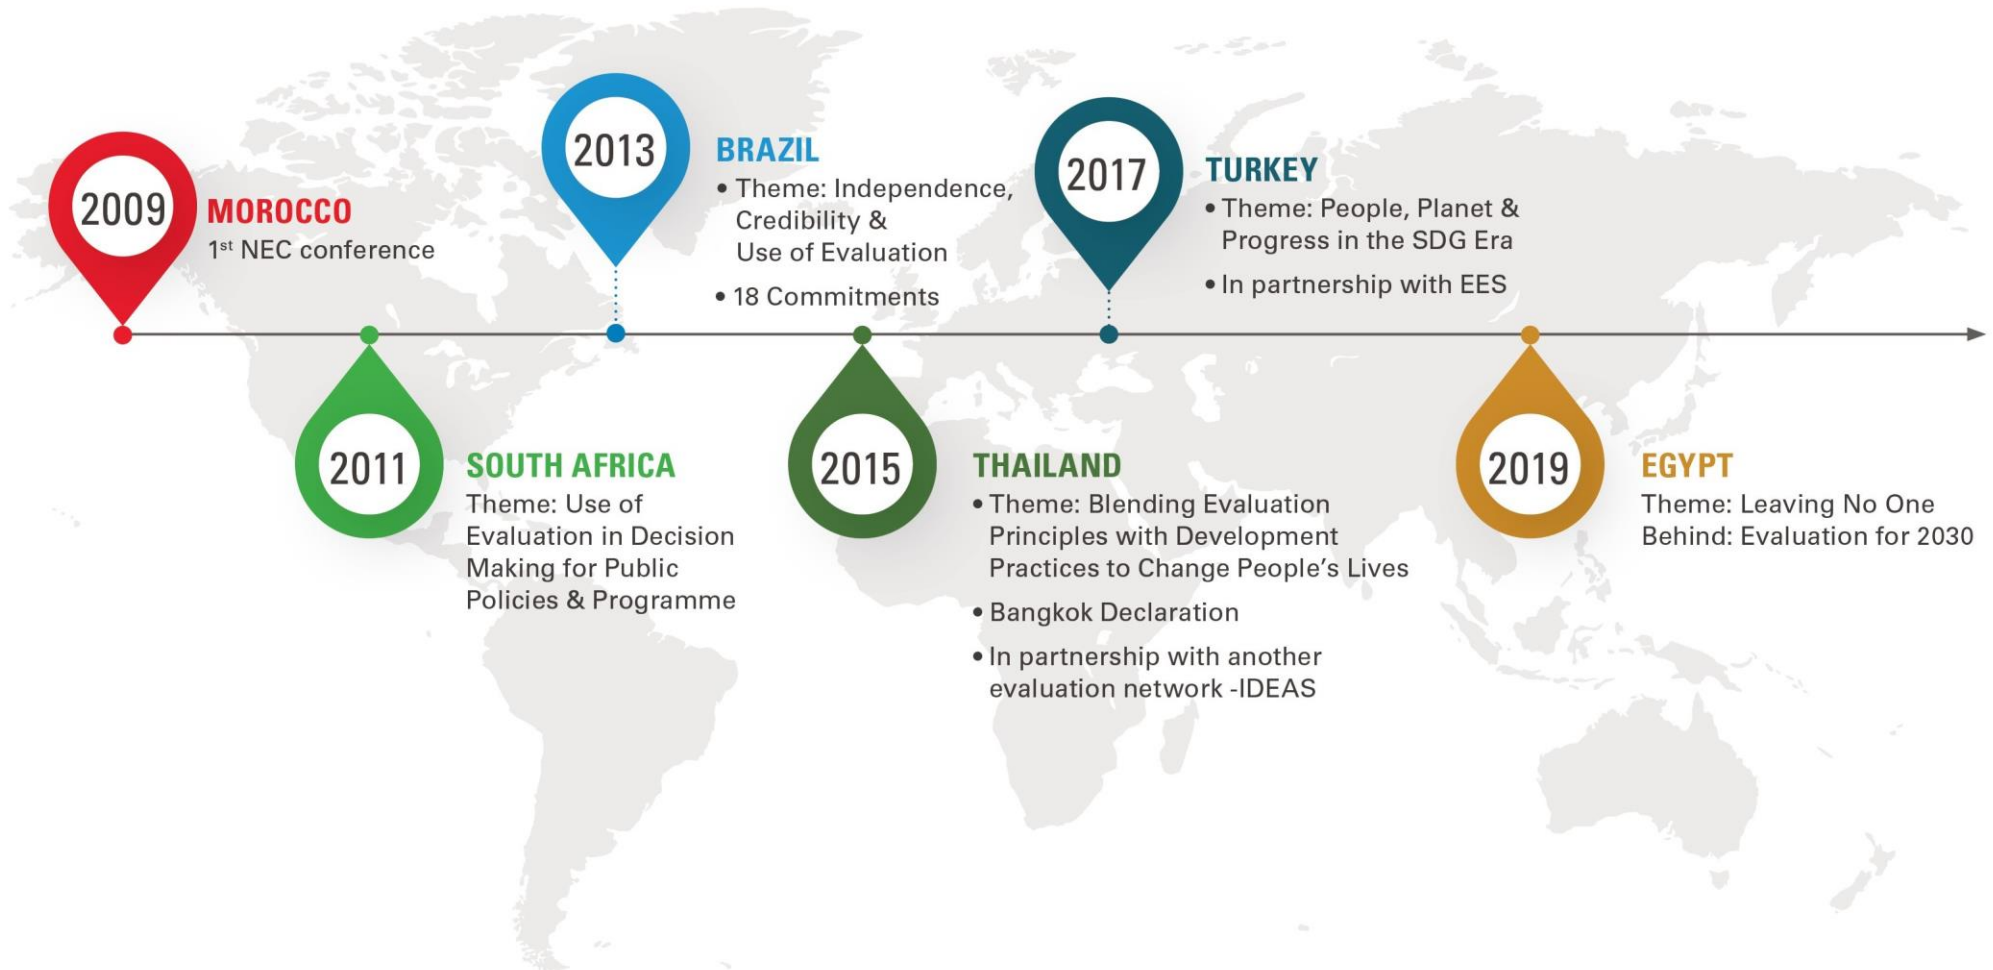 2009
MOROCCO
1st NEC conference
2011
SOUTH AFRICA
Theme: Use of
Evaluation in Decision
Making for Public
Policies & Programme
2013
BRAZIL
• Theme: Independence,
Credibility &
Use of Evaluation
• 18 Commitments
2015
THAILAND
• Theme: Blending Evaluation
Principles with Development
Practices to Change People’s Lives
• Bangkok Declaration
• In partnership with another
evaluation network -IDEAS
2017
TURKEY
• Theme: People, Planet &
Progress in the SDG Era
• In partnership with EES
2019
EGYPT
Theme: Leaving No One
Behind: Evaluation for 2030